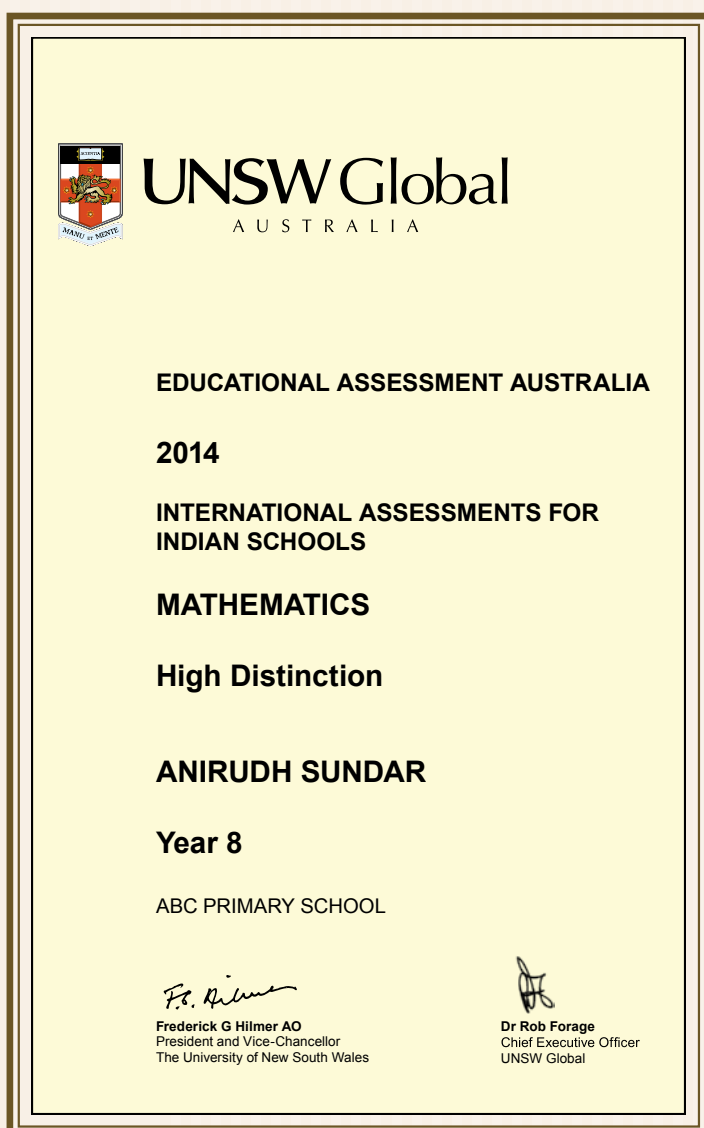 SCIENTIA
MANU ET MENTE
UNSW Global
AUSTRALIA
EDUCATIONAL ASSESSMENT AUSTRALIA
2014
INTERNATIONAL ASSESSMENTS FOR
INDIAN SCHOOLS
MATHEMATICS
High Distinction
ANIRUDH SUNDAR
Year 8
ABC PRIMARY SCHOOL
F.G. Hilmer
Frederick G Hilmer AO
President and Vice-Chancellor
The University of New South Wales
Dr Rob Forage
Chief Executive Officer
UNSW Global